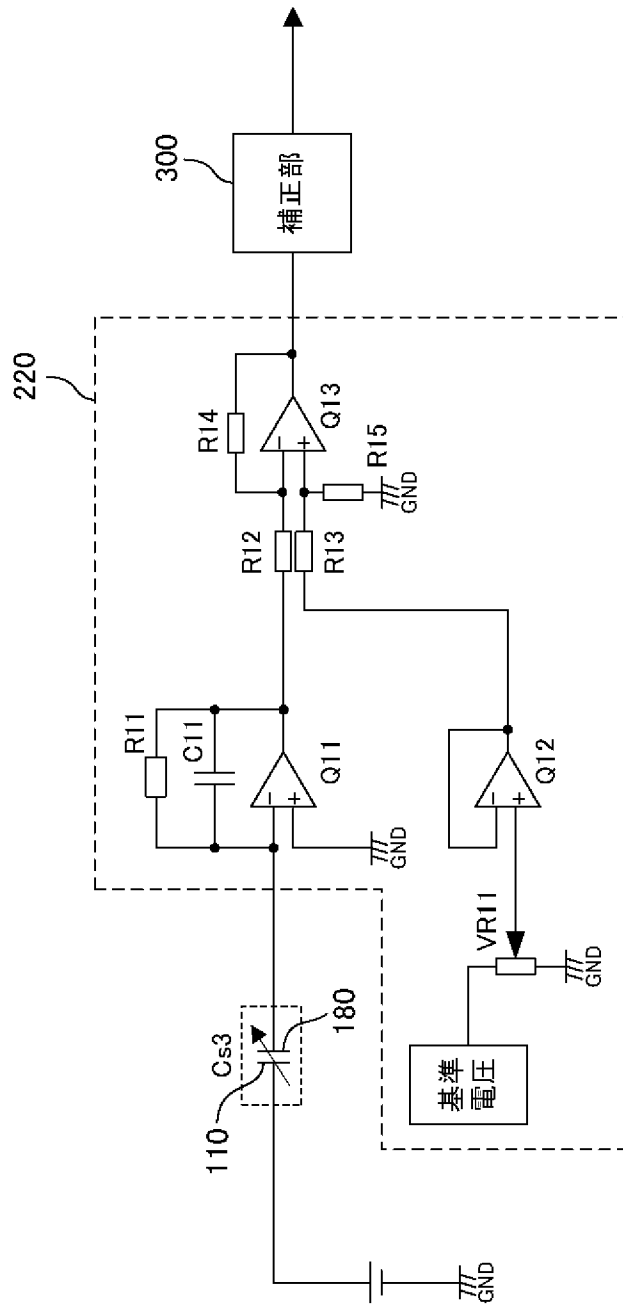 220
300
R14
補正部
R11
C11
R12
Q13
R15
R13
GND
Q11
GND
Cs3
110
180
VR11
Q12
基準
電圧
GND
GND